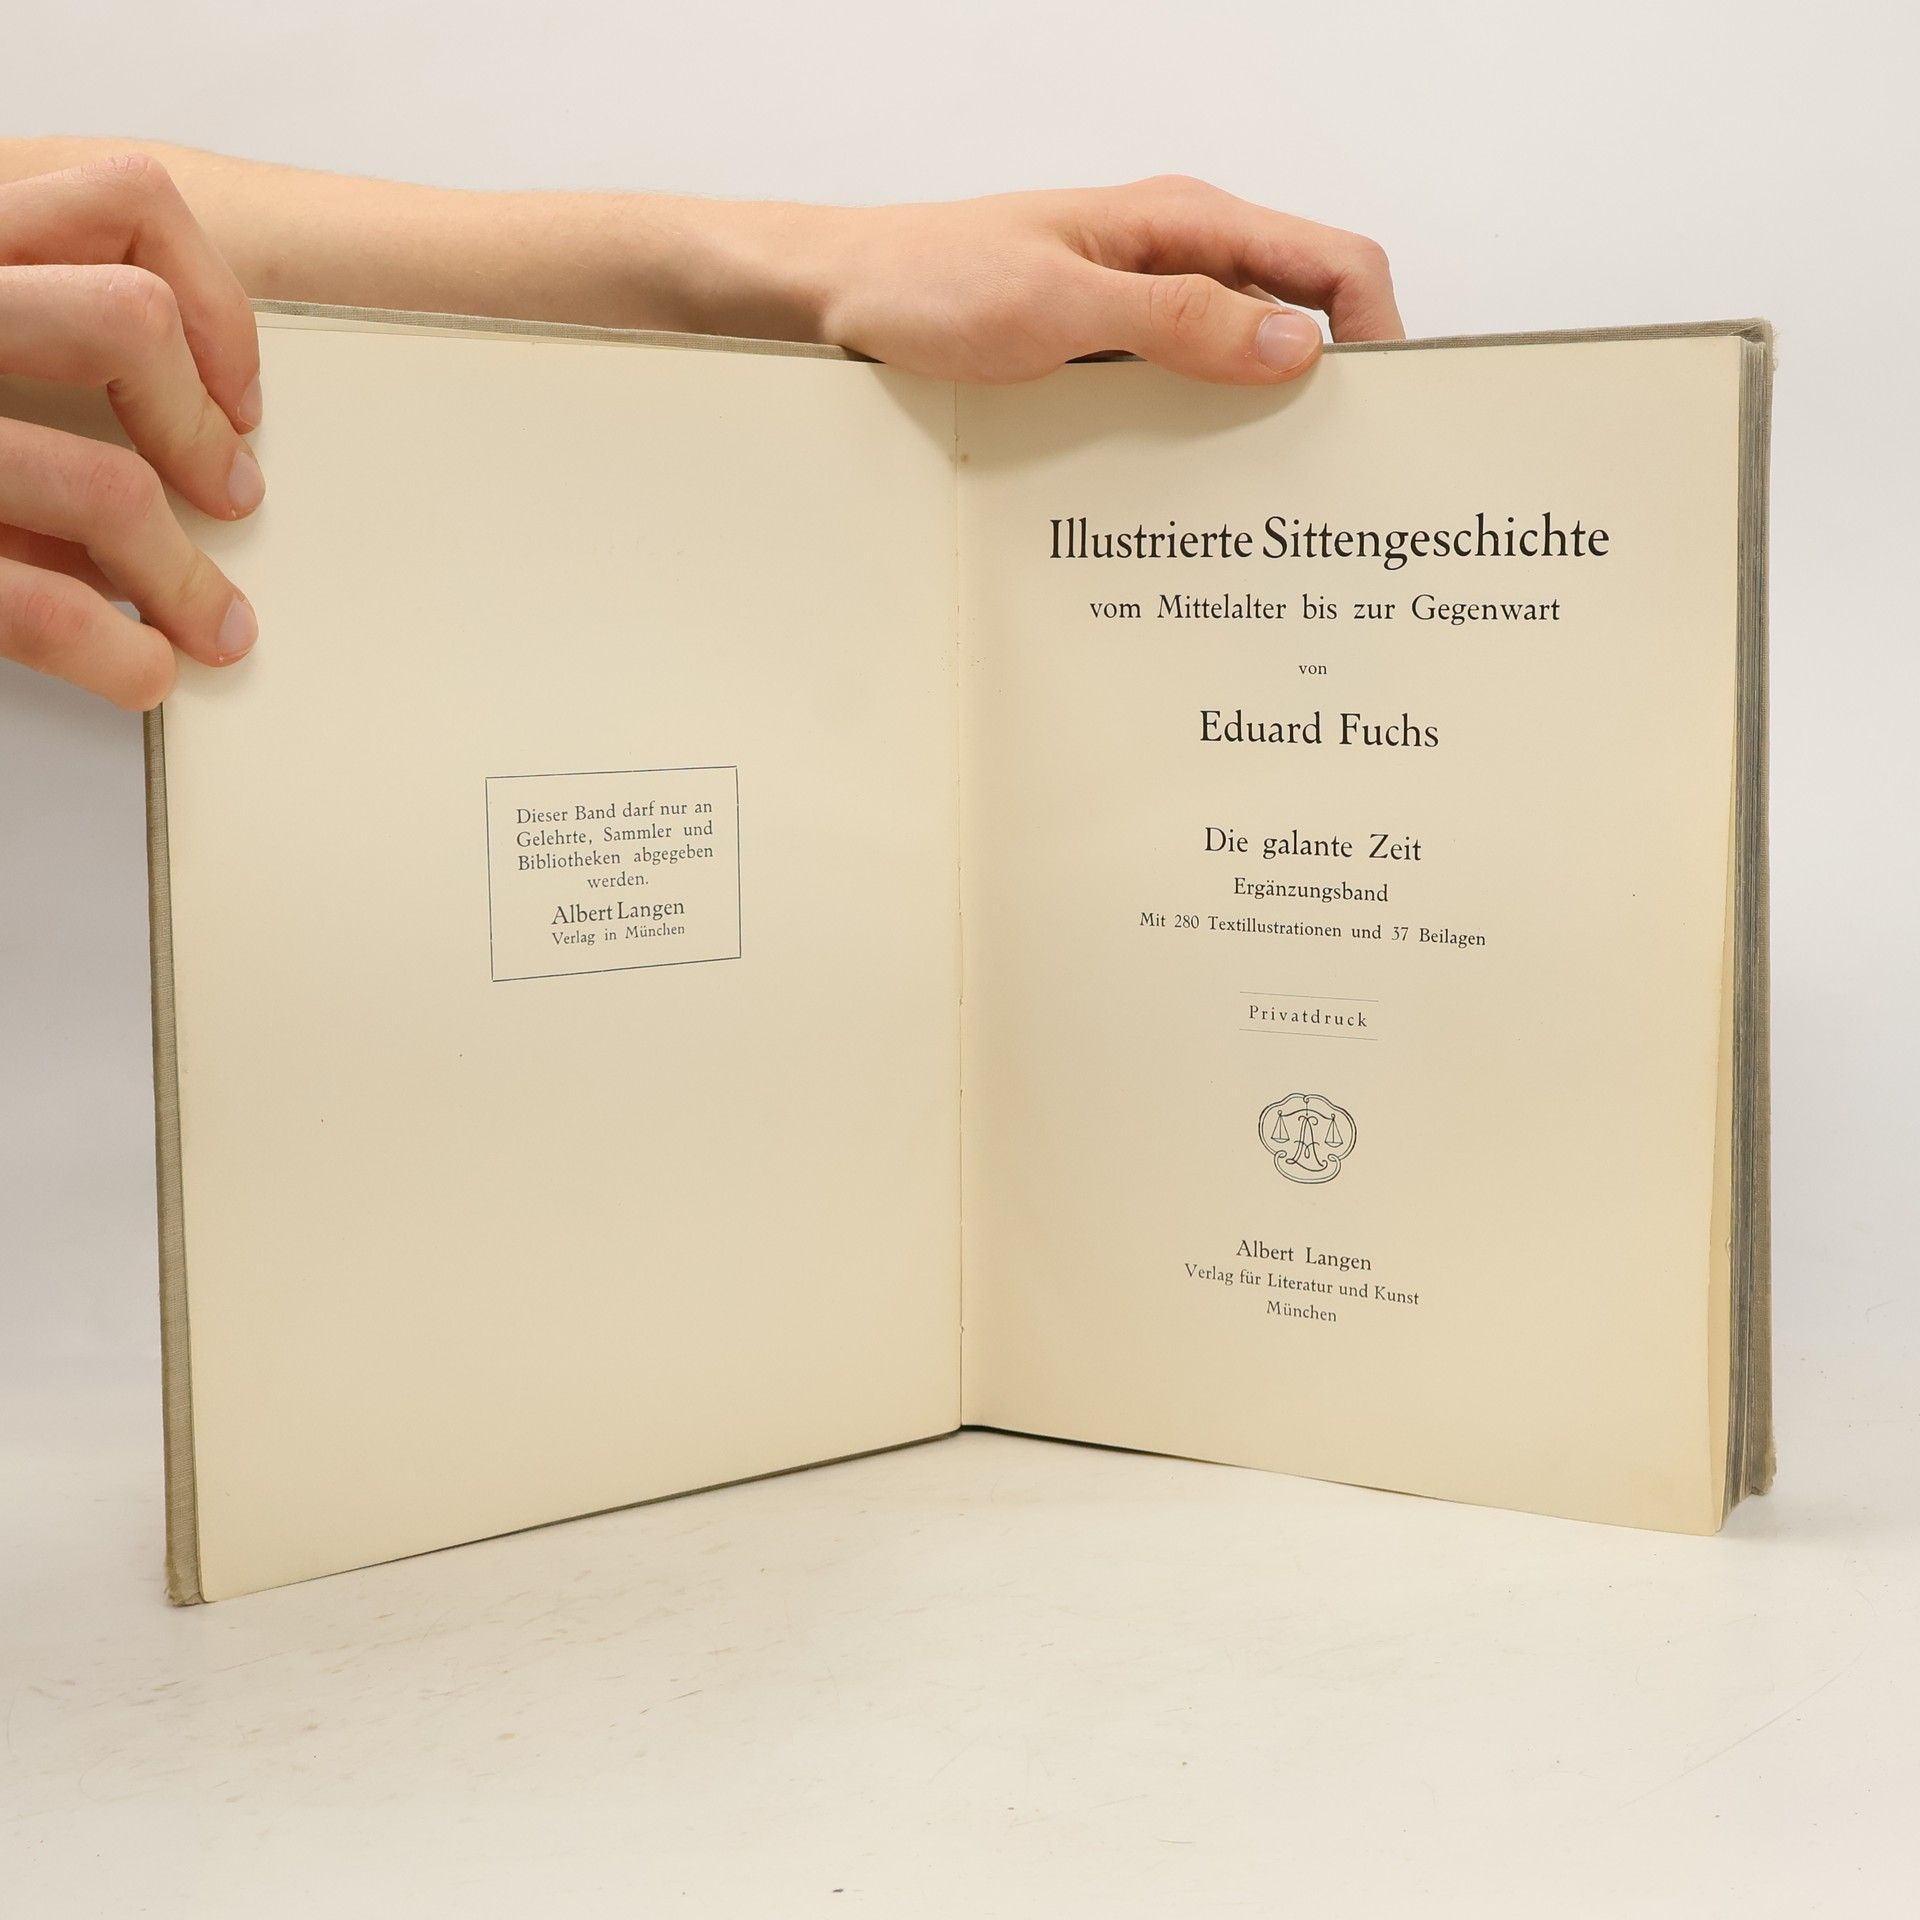 Dieser Band darf nur an
Gelehrte, Sammler und
Bibliotheken abgegeben
werden.
Albert Langen
Verlag in München
Illustrierte Sittengeschichte
vom Mittelalter bis zur Gegenwart
von
Eduard Fuchs
Die galante Zeit
Ergänzungsband
Mit 280 Textillustrationen und 37 Beilagen
Privatdruck
AL
Albert Langen
Verlag für Literatur und Kunst
München